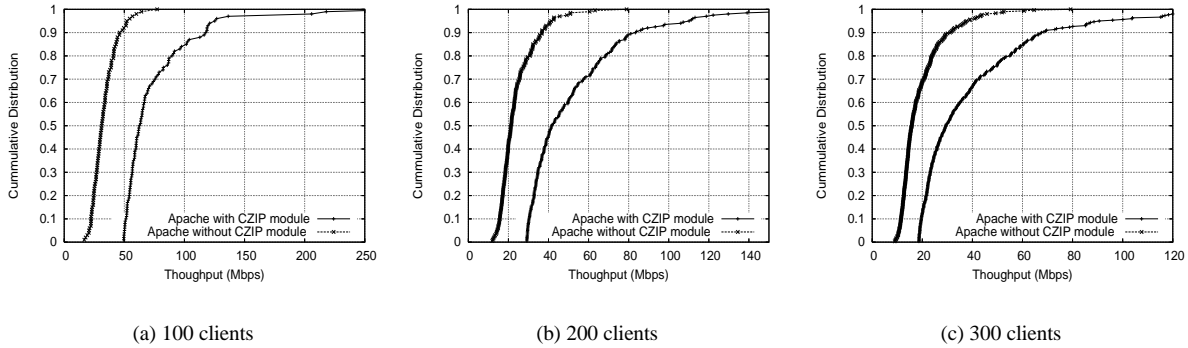 1
0.9
0.8
0.7
0.6
0.5
0.4
0.3
0.2
0.1
0
Cummulative Distribution
Apache with CZIP module
Apache without CZIP module
0 50 100 150 200 250
Thoughput (Mbps)
(a) 100 clients
1
0.9
0.8
0.7
0.6
0.5
0.4
0.3
0.2
0.1
0
Cummulative Distribution
Apache with CZIP module
Apache without CZIP module
0 20 40 60 80 100 120 140
Thoughput (Mbps)
(b) 200 clients
1
0.9
0.8
0.7
0.6
0.5
0.4
0.3
0.2
0.1
0
Cummulative Distribution
Apache with CZIP module
Apache without CZIP module
0 20 40 60 80 100 120
Thoughput (Mbps)
(c) 300 clients